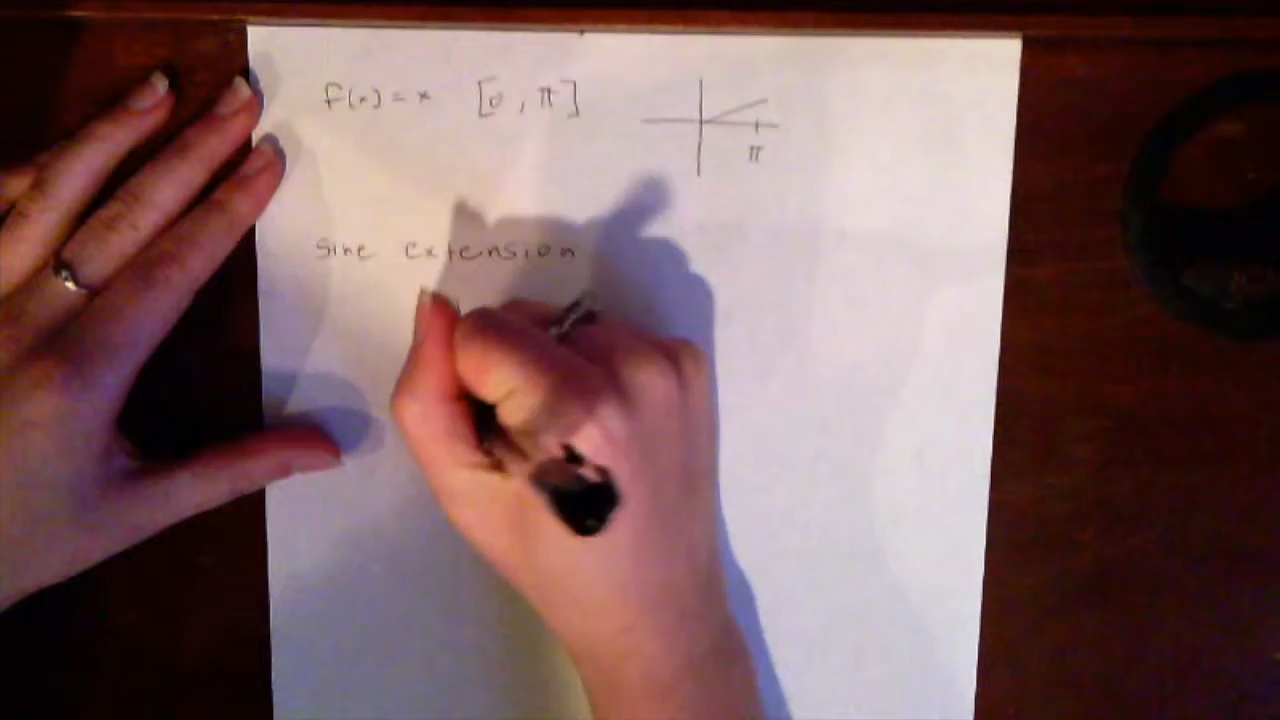 f(x) = x [0, π]
π
sine extension